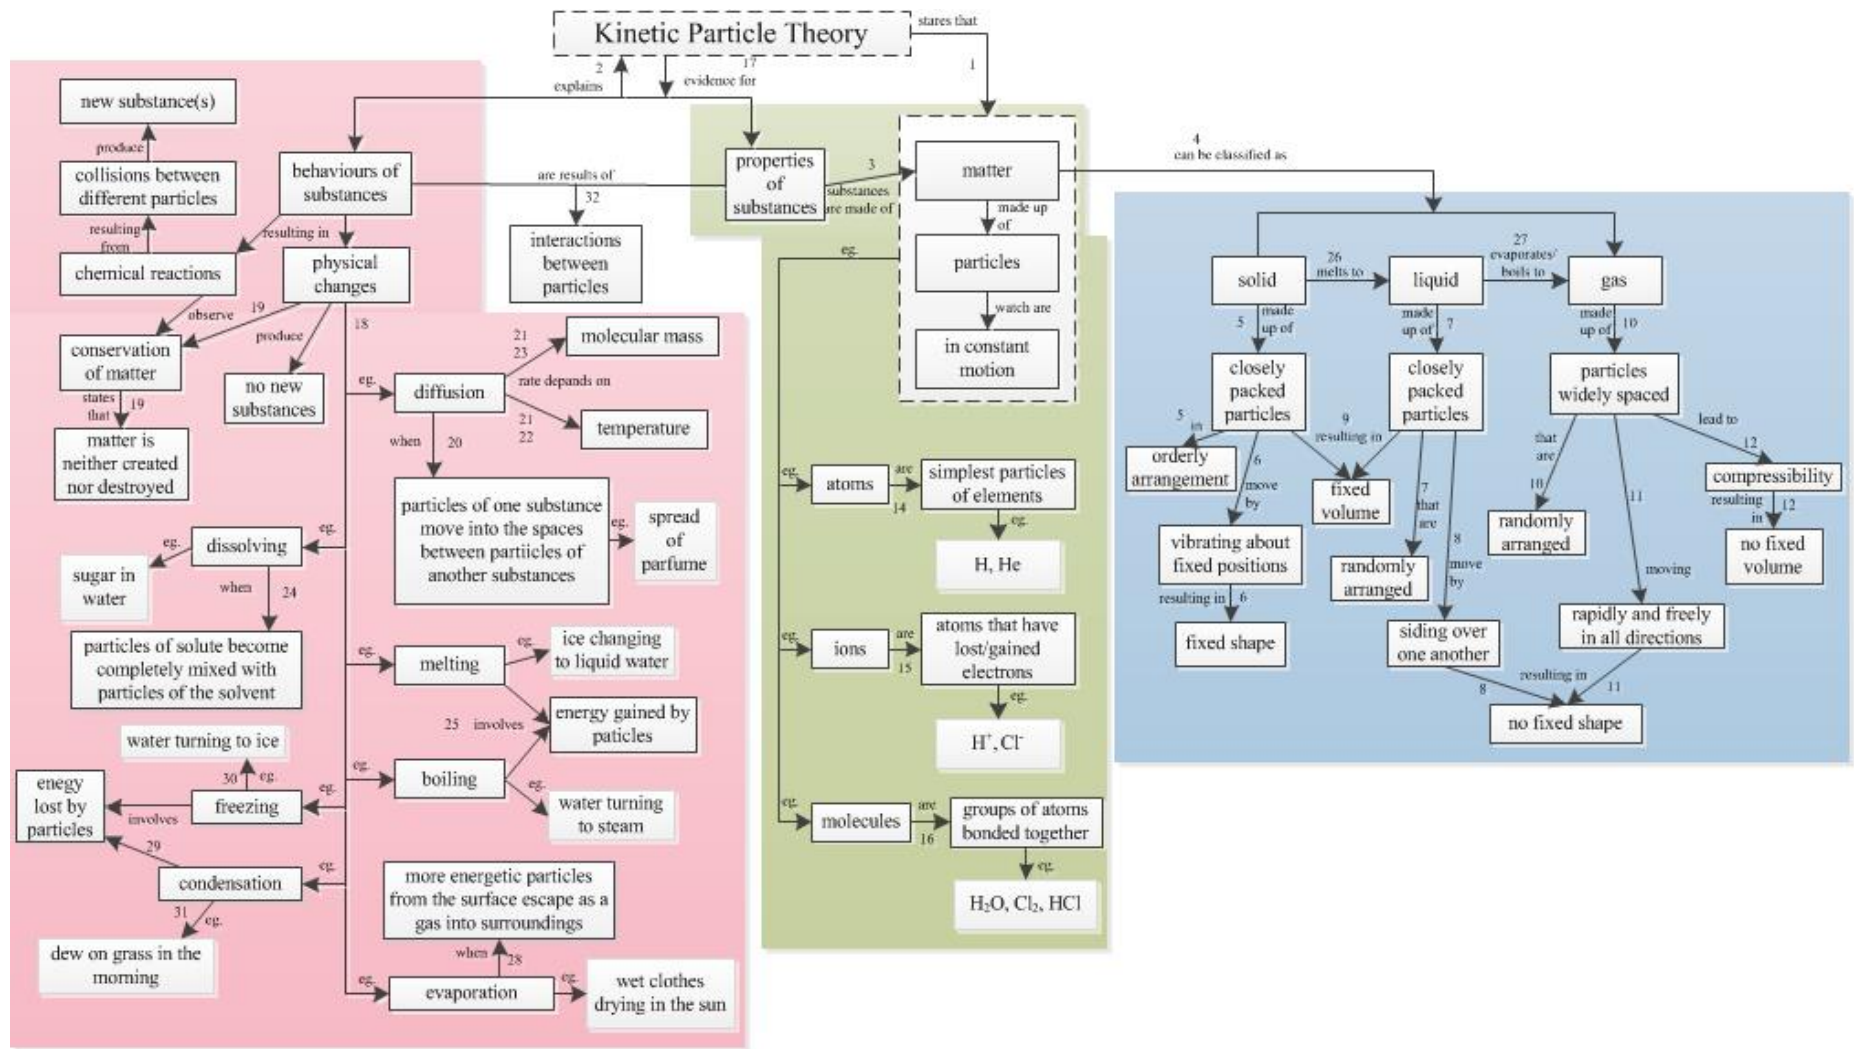 Kinetic Particle Theory
stares that
1
2
explains
17
evidence for
new substance(s)
produce
collisions between
different particles
resulting
from
chemical reactions
behaviours of
substances
resulting in
physical
changes
are results of
32
interactions
between
particles
properties
of
substances
3
substances
are made of
matter
made up
of
particles
watch are
in constant
motion
4
can be classified as
observe
19
produce
18
conservation
of matter
states
that
19
matter is
neither created
nor destroyed
no new
substances
eg.
diffusion
21
23
rate depends on
21
22
molecular mass
temperature
when
20
particles of one substance
move into the spaces
between partiicles of
another substances
eg.
spread
of
parfume
eg.
dissolving
eg.
sugar in
water
when
24
particles of solute become
completely mixed with
particles of the solvent
eg.
melting
eg.
ice changing
to liquid water
25 involves
energy gained by
paticles
eg.
boiling
eg.
water turning
to steam
water turning to ice
30
eg.
eg.
freezing
involves
enegy
lost by
particles
29
eg.
condensation
31
eg.
dew on grass in the
morning
more energetic particles
from the surface escape as a
gas into surroundings
when
28
eg.
evaporation
eg.
wet clothes
drying in the sun
eg.
eg.
atoms
are
14
simplest particles
of elements
eg.
H, He
eg.
ions
are
15
atoms that have
lost/gained
electrons
eg.
H⁺, Cl⁻
eg.
molecules
are
16
groups of atoms
bonded together
eg.
H₂O, Cl₂, HCl
solid
26
melts to
liquid
27
evaporates/
boils to
gas
5
made
up of
made
up of
7
made
up of
10
closely
packed
particles
closely
packed
particles
particles
widely spaced
5
in
orderly
arrangement
6
move
by
vibrating about
fixed positions
resulting in
6
fixed shape
9
resulting in
fixed
volume
7
that
are
randomly
arranged
8
move
by
siding over
one another
that
are
10
randomly
arranged
11
moving
rapidly and freely
in all directions
lead to
12
compressibility
resulting
in
12
no fixed
volume
resulting in
8
11
no fixed shape